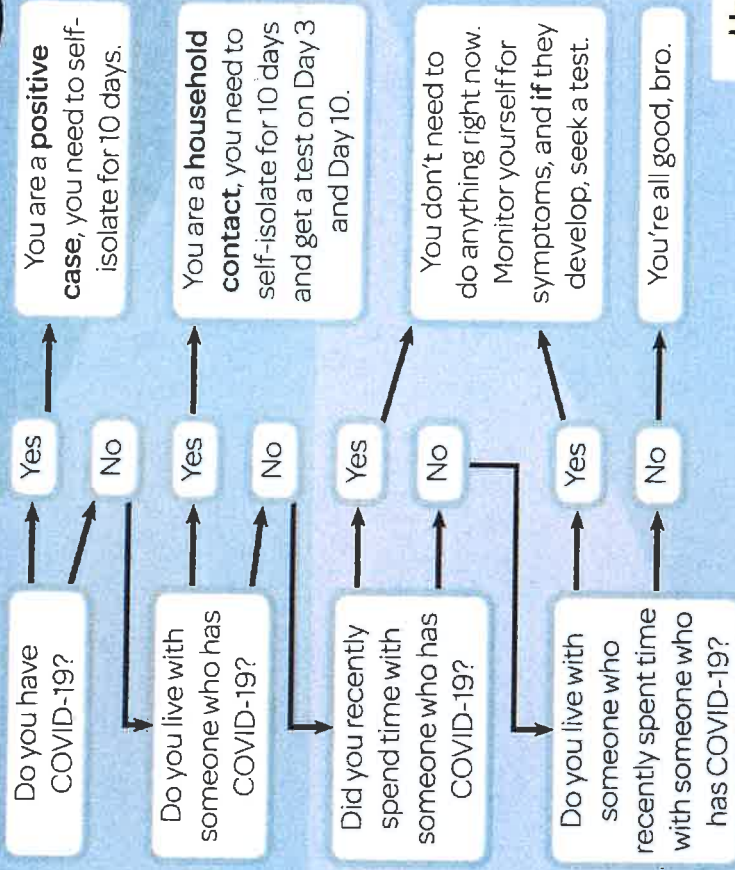 Do you have
COVID-19?
Yes
You are a positive
case, you need to self-
isolate for 10 days.
No
Do you live with
someone who has
COVID-19?
Yes
You are a household
contact, you need to
self-isolate for 10 days
and get a test on Day 3
and Day 10.
No
Did you recently
spend time with
someone who has
COVID-19?
Yes
No
You don't need to
do anything right now.
Monitor yourself for
symptoms, and if they
develop, seek a test.
Do you live with
someone who
recently spent time
with someone who
has COVID-19?
Yes
No
You're all good, bro.